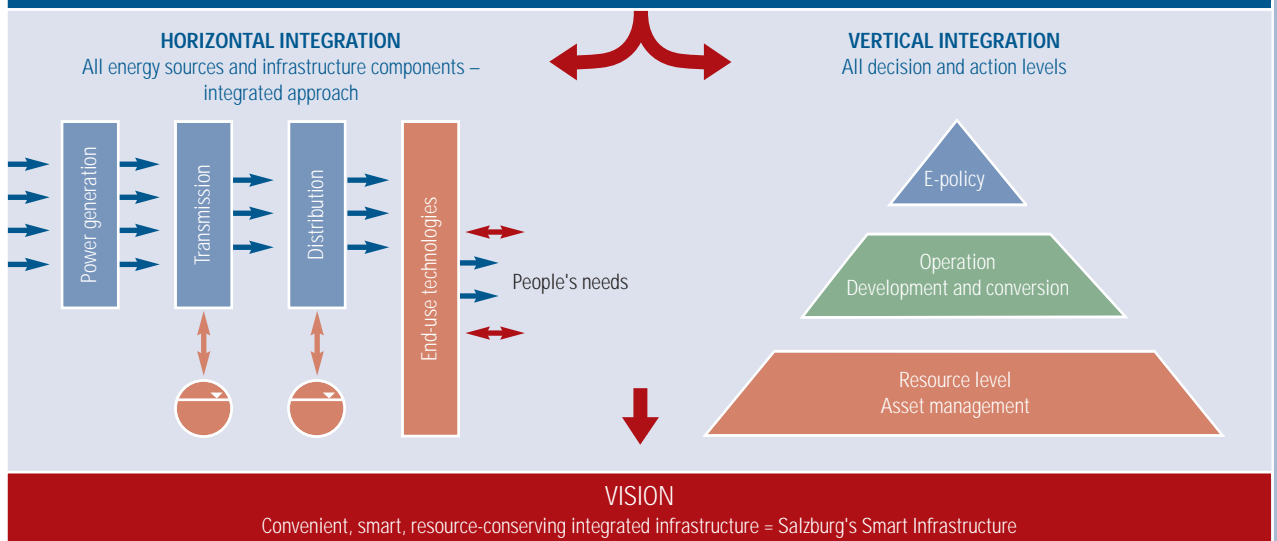 HORIZONTAL INTEGRATION
All energy sources and infrastructure components –
integrated approach
Power generation
Transmission
Distribution
End-use technologies
People's needs
VERTICAL INTEGRATION
All decision and action levels
E-policy
Operation
Development and conversion
Resource level
Asset management
VISION
Convenient, smart, resource-conserving integrated infrastructure = Salzburg's Smart Infrastructure